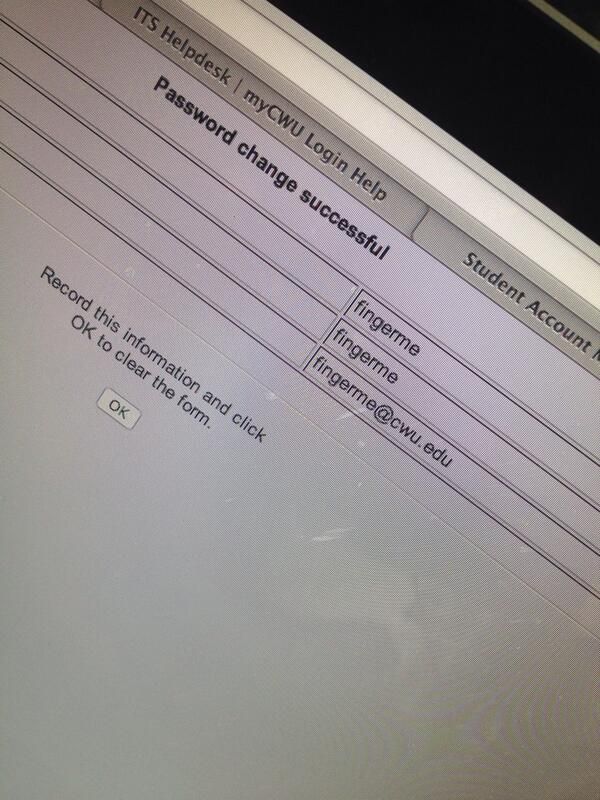 ITS Helpdesk | myCWU Login Help
Student Account
Password change successful
fingerme
fingerme
fingerme@cwu.edu
Record this information and click
OK to clear the form.
OK